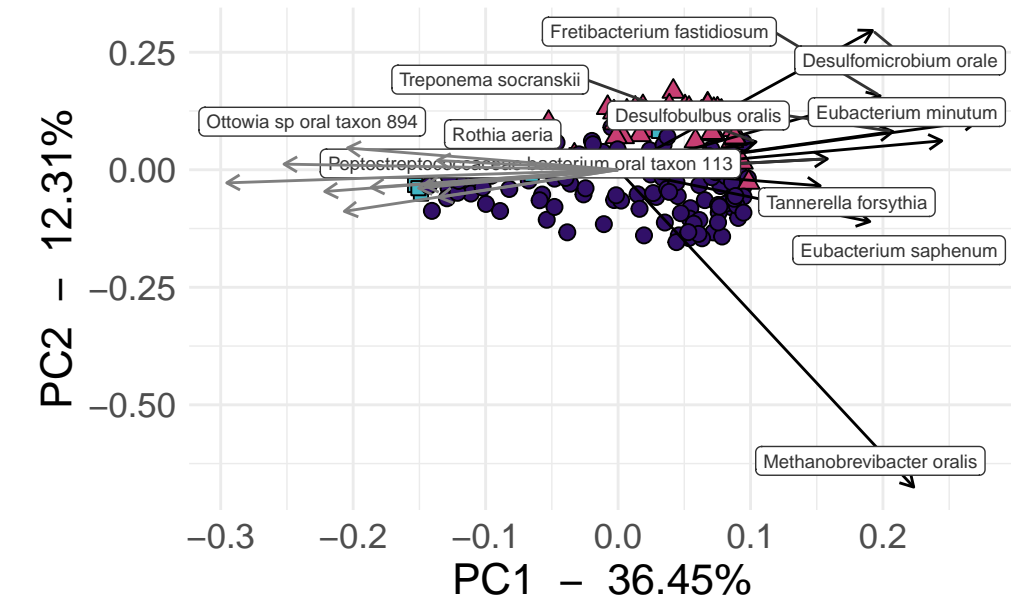 Fretibacterium fastidiosum
0.25
Desulfomicrobium orale
Treponema socranskii
Desulfobulbus oralis
Eubacterium minutum
Ottowia sp oral taxon 894
Rothia aeria
Peptostreptococcaceae bacterium oral taxon 113
0.00
Tannerella forsythia
Eubacterium saphenum
−0.25
−0.50
Methanobrevibacter oralis
PC2 – 12.31%
−0.3 −0.2 −0.1 0.0 0.1 0.2
PC1 – 36.45%